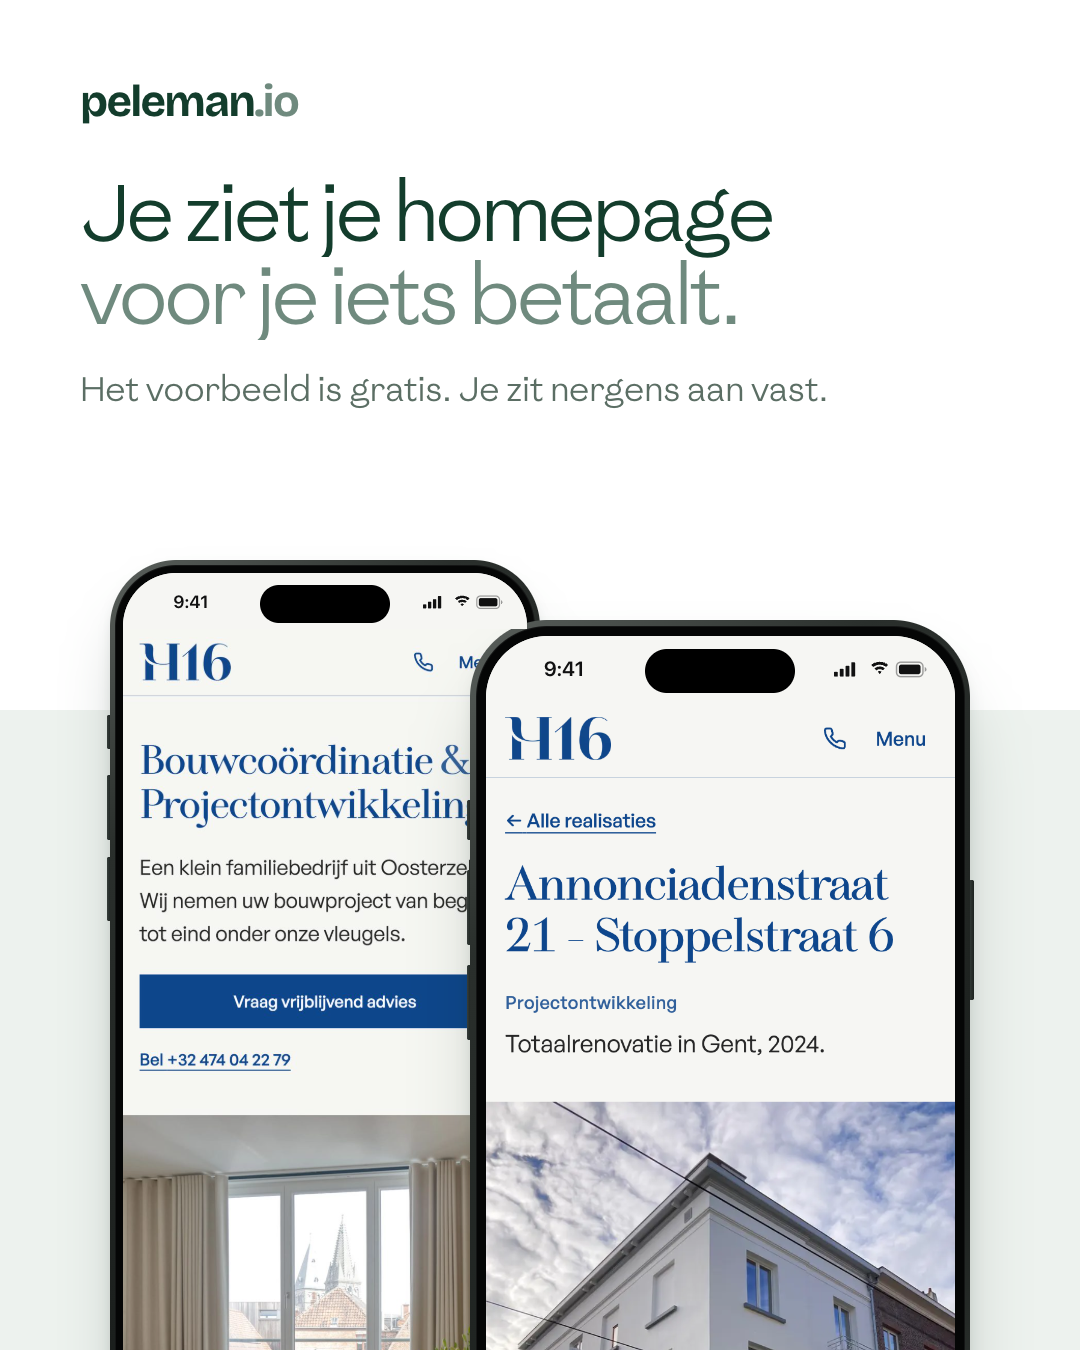 peleman.io
Je ziet je homepage
voor je iets betaalt.
Het voorbeeld is gratis. Je zit nergens aan vast.
9:41
H16
Bouwcoördinatie &
Projectontwikkeling
Een klein familiebedrijf uit
Wij nemen uw bouwproject van
tot eind onder onze vleugels.
Vraag vrijblijvend advies
Bel +32 474 04 22 79
9:41
H16
Menu
← Alle realisaties
Annonciadenstraat
21 – Stoppelstraat 6
Projectontwikkeling
Totaalrenovatie in Gent, 2024.